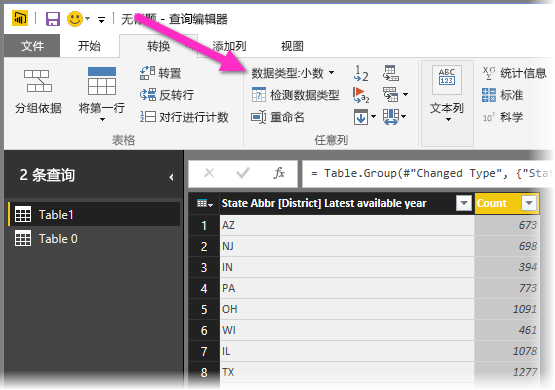 无标题 - 查询编辑器
文件 开始 转换 添加列 视图
分组依据
将第一行
转置
反转行
对行进行计数
表格
数据类型:小数
检测数据类型
重命名
任意列
ABC
123
文本列
统计信息
标准
科学
2 条查询
Table1
Table 0
fx = Table.Group(#"Changed Type", {"Stat
State Abbr [District] Latest available year Count
1 AZ 673
2 NJ 698
3 IN 394
4 PA 773
5 OH 1091
6 WI 461
7 IL 1078
8 TX 1277